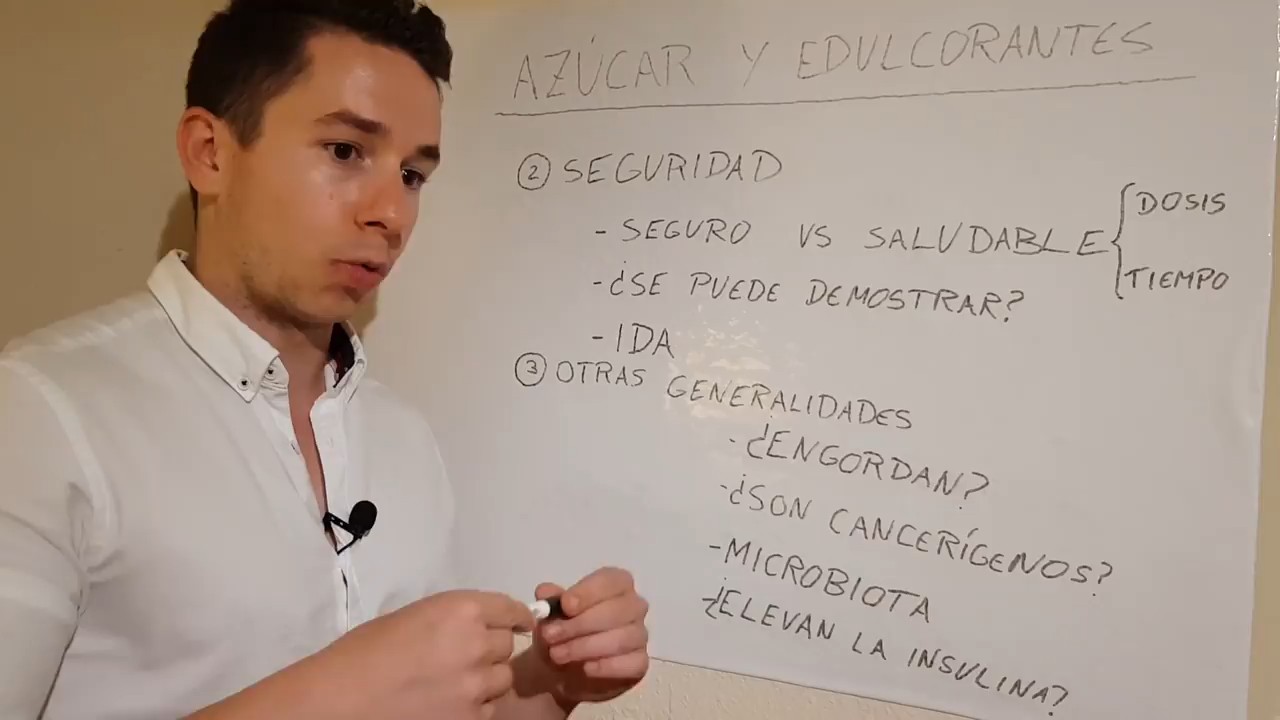 AZÚCAR Y EDULCORANTES
② SEGURIDAD
- SEGURO VS SALUDABLE { DOSIS
TIEMPO
- ¿SE PUEDE DEMOSTRAR?
- IDA
③ OTRAS GENERALIDADES
- ¿ENGORDAN?
- ¿SON CANCERÍGENOS?
- MICROBIOTA
- ¿ELEVAN LA INSULINA?